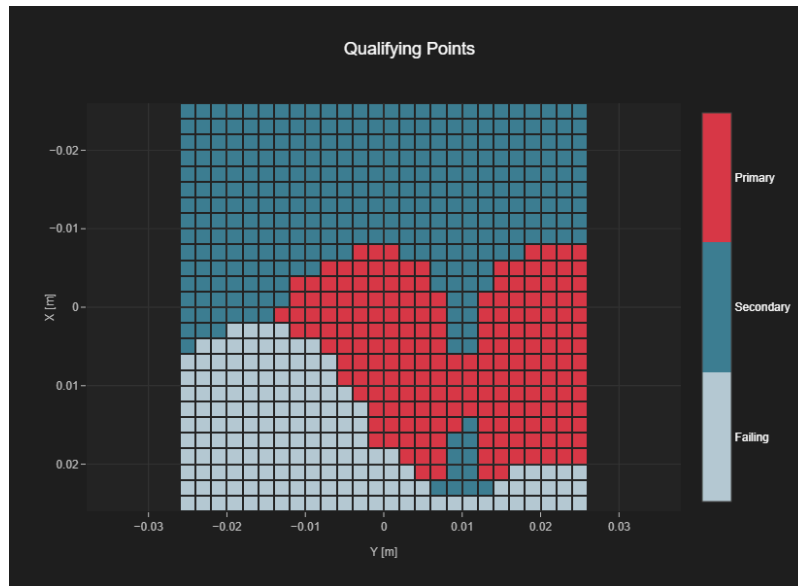 Qualifying Points
Primary
Secondary
Failing
X [m]
−0.02
−0.01
0
0.01
0.02
−0.03
−0.02
−0.01
0
0.01
0.02
0.03
Y [m]